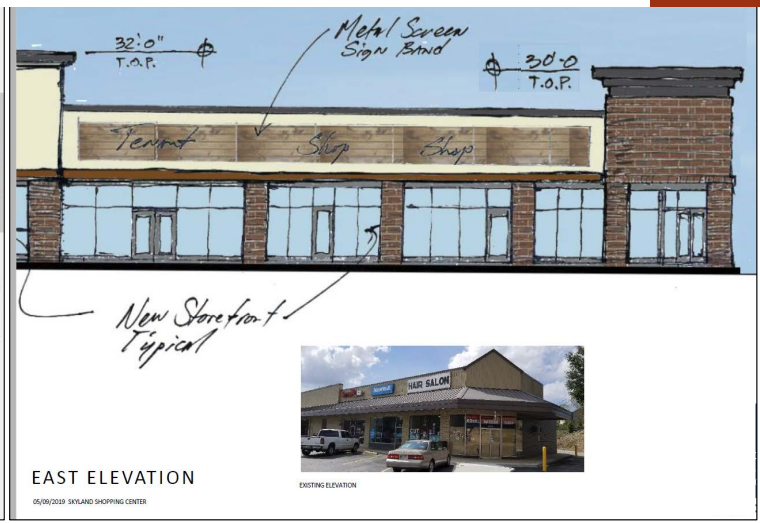 32'-0"
T.O.P.
Metal Screen
Sign Band
30'-0
T.O.P.
Tenant
Shop
Shop
New Storefront
Typical
HAIR SALON
EAST ELEVATION
05/09/2019 SKYLAND SHOPPING CENTER
EXISTING ELEVATION